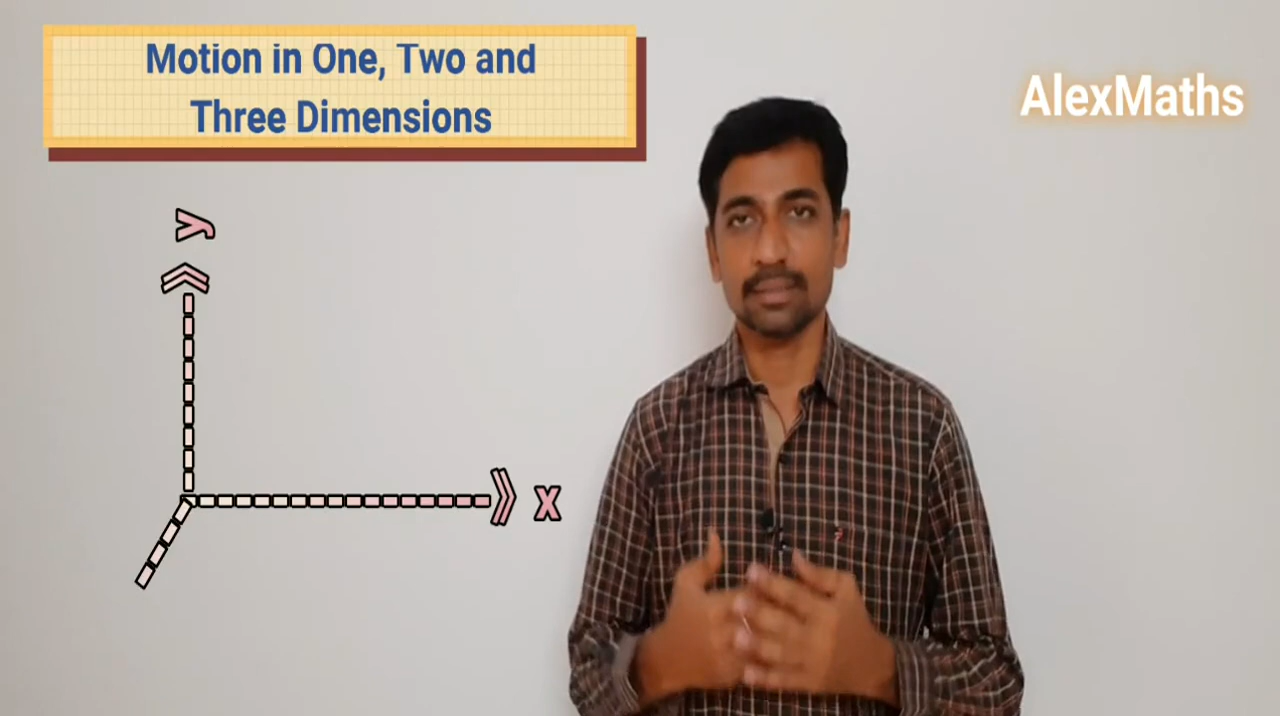 Motion in One, Two and
Three Dimensions
AlexMaths
y
x